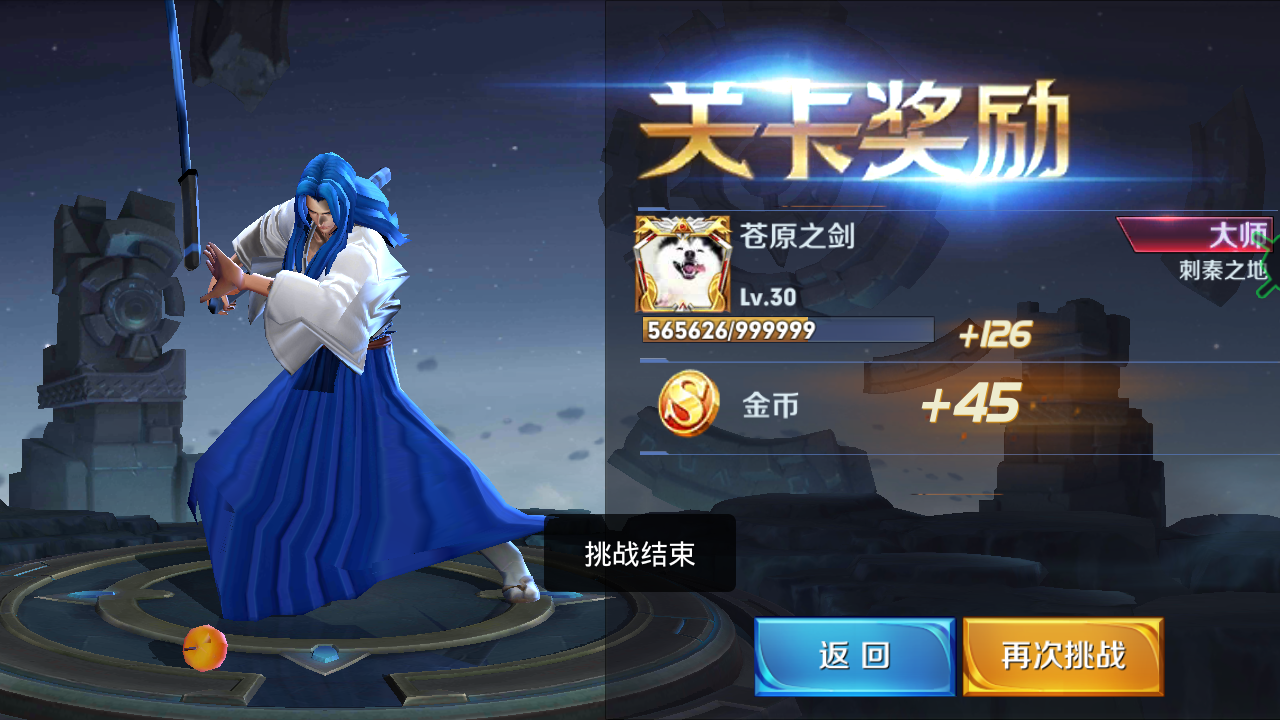 关卡奖励
苍原之剑
大师
刺秦之地
Lv.30
565626/999999
+126
金币
+45
挑战结束
返回
再次挑战